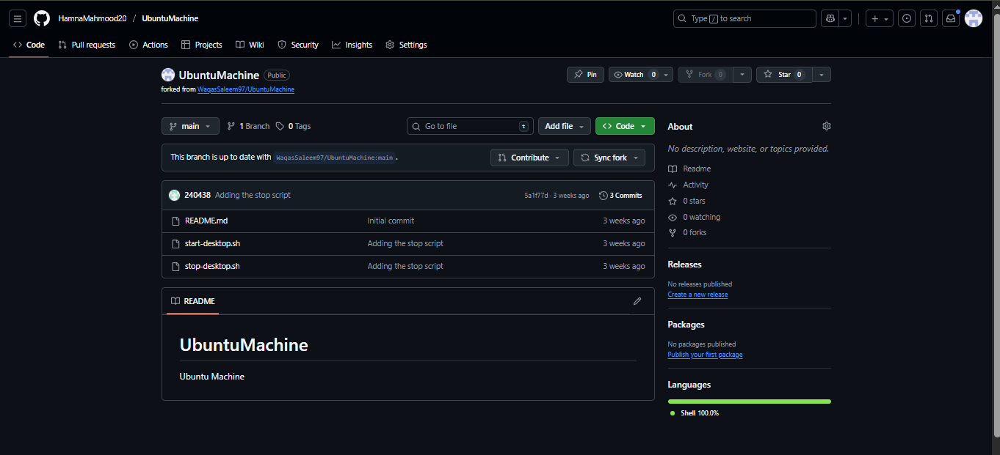 HamnaMahmood20 / UbuntuMachine
Type / to search
Code Pull requests Actions Projects Wiki Security Insights Settings
UbuntuMachine Public
Pin Watch 0 Fork 0 Star 0
forked from WaqasSaleem97/UbuntuMachine
main 1 Branch 0 Tags Go to file t Add file Code
This branch is up to date with WaqasSaleem97/UbuntuMachine:main . Contribute Sync fork
240438 Adding the stop script 5a1f77d · 3 weeks ago 3 Commits
README.md Initial commit 3 weeks ago
start-desktop.sh Adding the stop script 3 weeks ago
stop-desktop.sh Adding the stop script 3 weeks ago
README
UbuntuMachine
Ubuntu Machine
About
No description, website, or topics provided.
Readme
Activity
0 stars
0 watching
0 forks
Releases
No releases published
Create a new release
Packages
No packages published
Publish your first package
Languages
Shell 100.0%